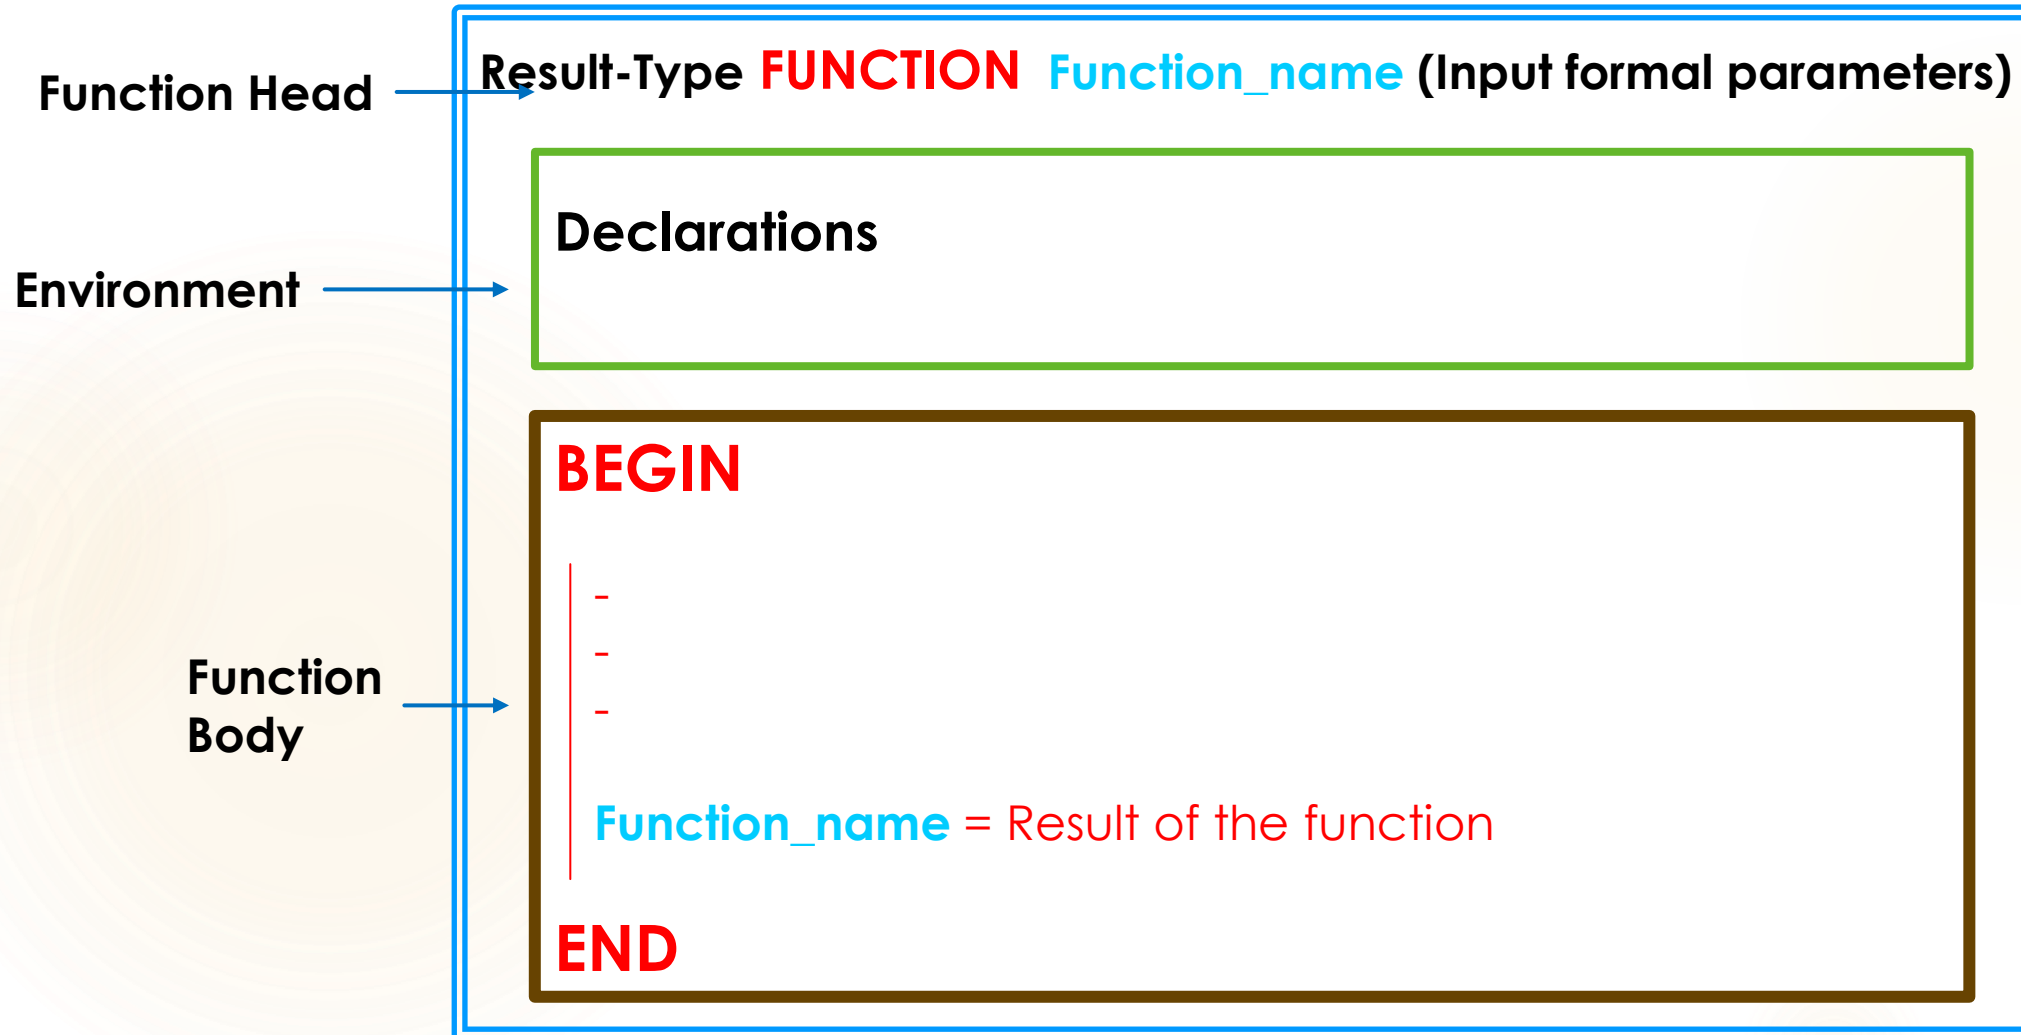 Function Head
Result-Type FUNCTION Function_name (Input formal parameters)
Environment
Declarations
Function
Body
BEGIN
-
-
-
Function_name = Result of the function
END